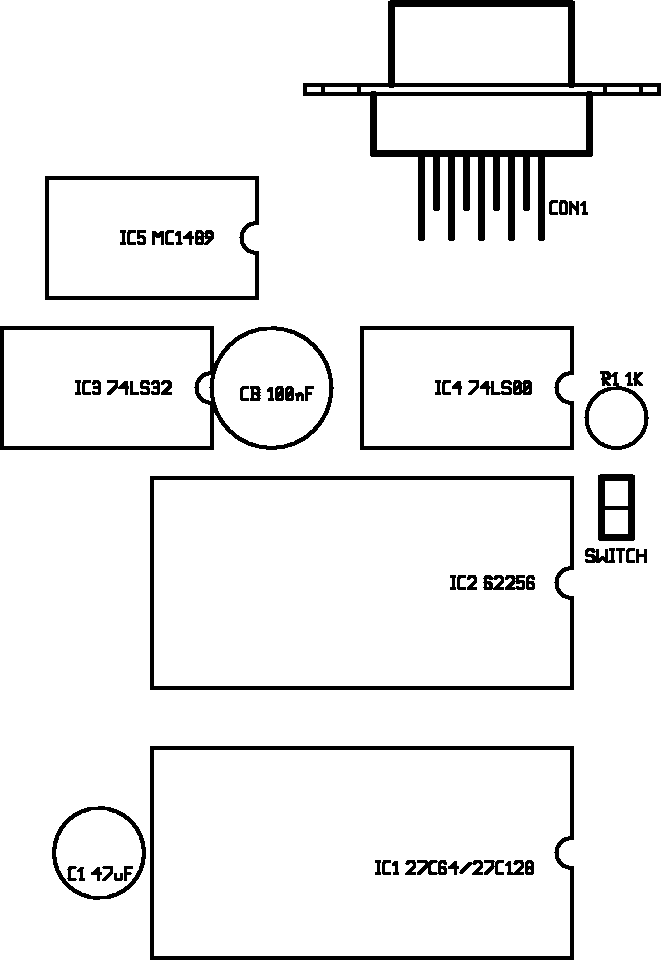 CON1
IC5 MC1489
IC3 74LS32
CB 100nF
IC4 74LS00
R1 1K
SWITCH
IC2 62256
IC1 27C64/27C128
C1 47uF